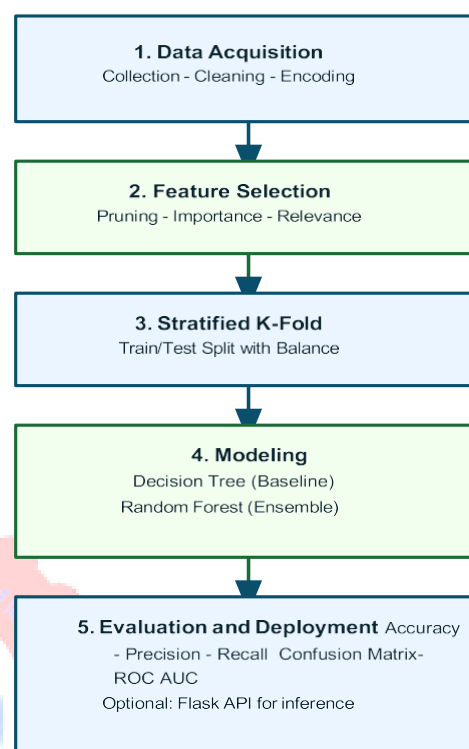 1. Data Acquisition
Collection - Cleaning - Encoding
2. Feature Selection
Pruning - Importance - Relevance
3. Stratified K-Fold
Train/Test Split with Balance
4. Modeling
Decision Tree (Baseline)
Random Forest (Ensemble)
5. Evaluation and Deployment Accuracy
- Precision - Recall Confusion Matrix-
ROC AUC
Optional: Flask API for inference